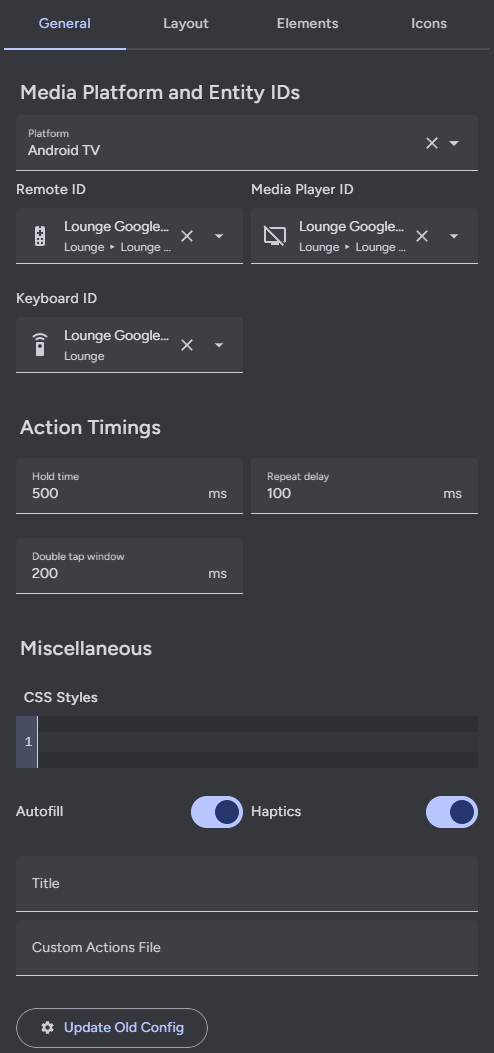 General Layout Elements Icons
Media Platform and Entity IDs
Platform
Android TV
Remote ID Media Player ID
Lounge Google... Lounge Google...
Lounge ▸ Lounge ... Lounge ▸ Lounge ...
Keyboard ID
Lounge Google...
Lounge
Action Timings
Hold time Repeat delay
500 ms 100 ms
Double tap window
200 ms
Miscellaneous
CSS Styles
1
Autofill Haptics
Title
Custom Actions File
Update Old Config